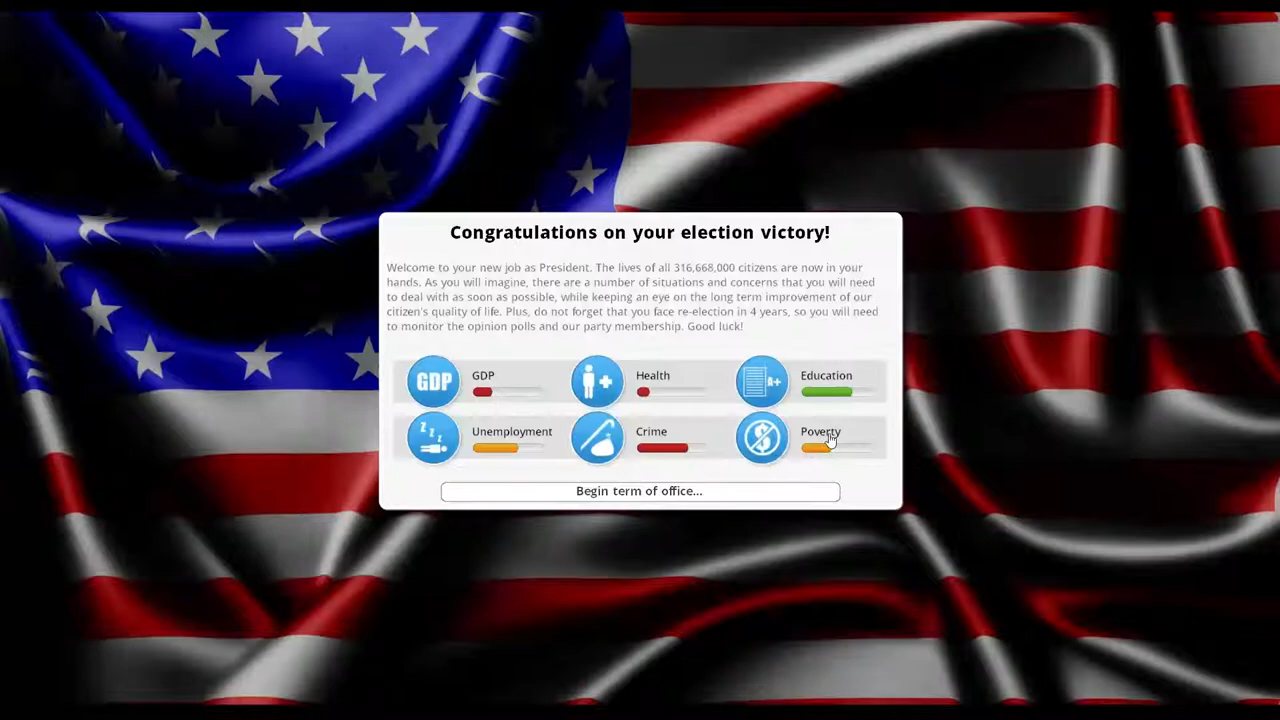 Congratulations on your election victory!
Welcome to your new job as President. The lives of all 316,668,000 citizens are now in your
hands. As you will imagine, there are a number of situations and concerns that you will need
to deal with as soon as possible, while keeping an eye on the long term improvement of our
citizen's quality of life. Plus, do not forget that you face re-election in 4 years, so you will need
to monitor the opinion polls and our party membership. Good luck!
GDP GDP Health A+ Education
Z Z Z Unemployment Crime $ Poverty
Begin term of office...